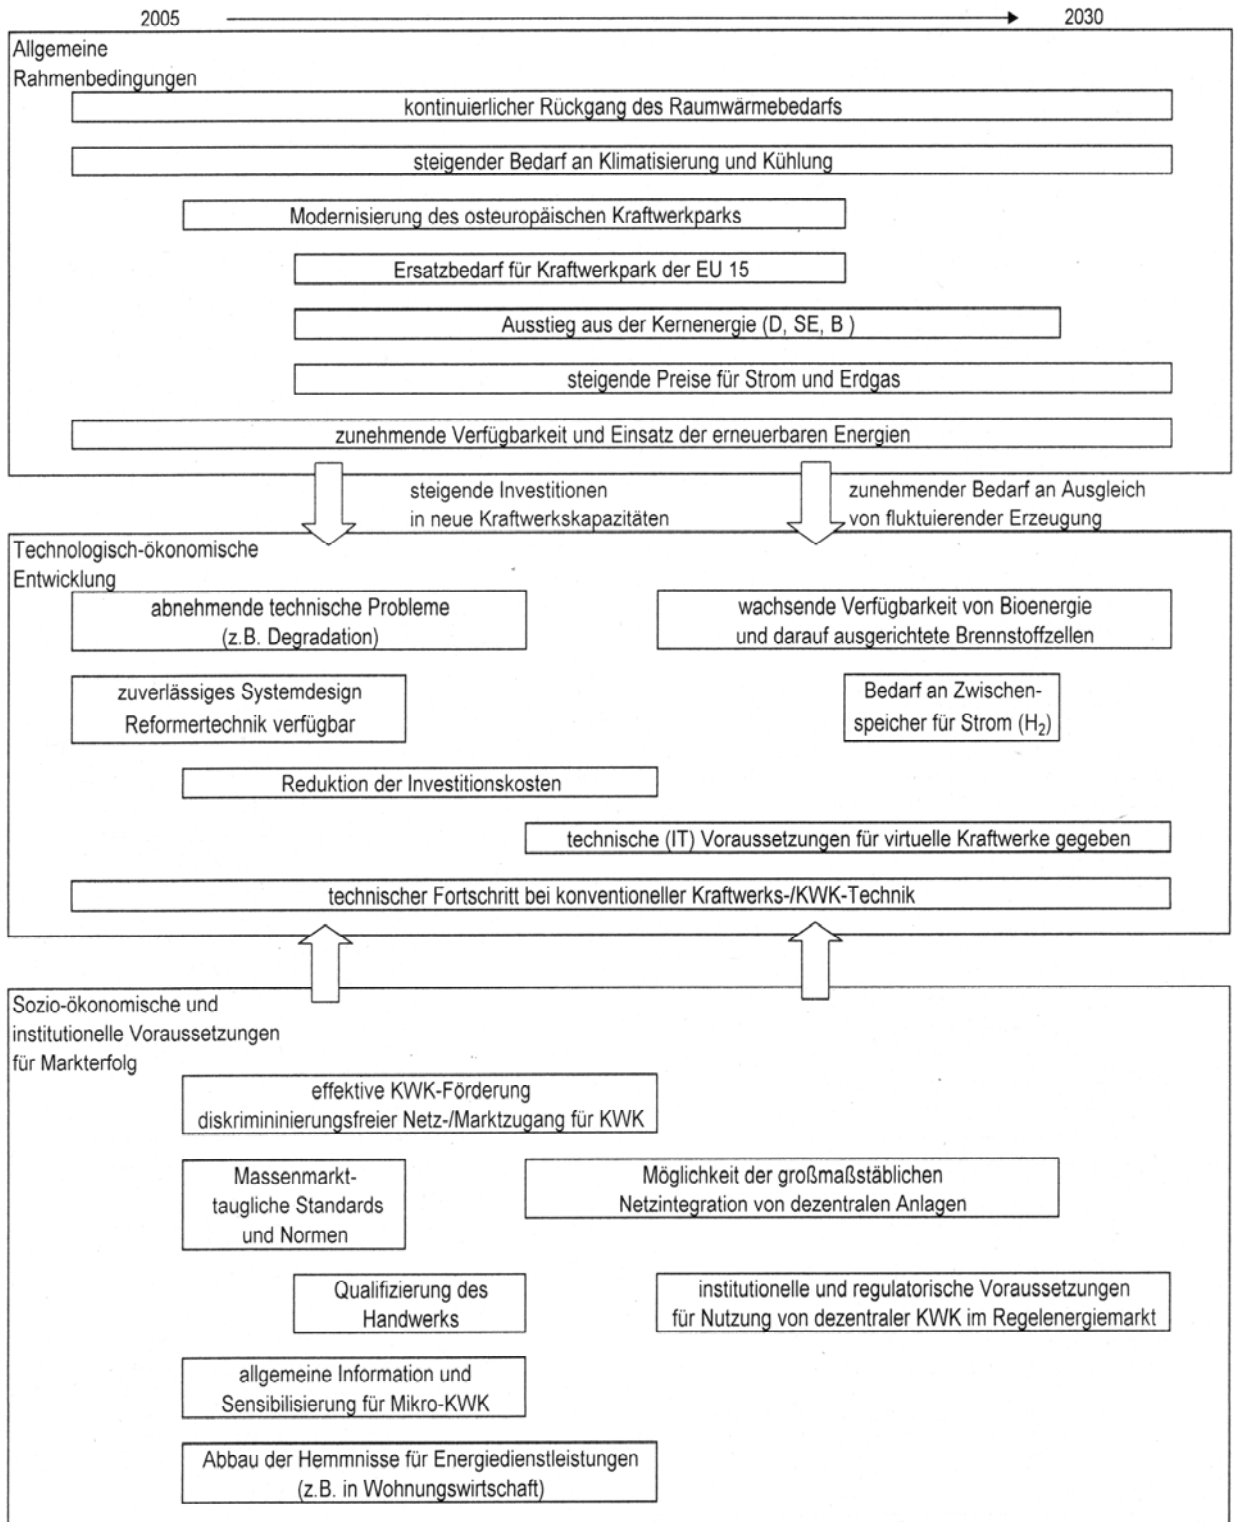 2005 2030
Allgemeine
Rahmenbedingungen
kontinuierlicher Rückgang des Raumwärmebedarfs
steigender Bedarf an Klimatisierung und Kühlung
Modernisierung des osteuropäischen Kraftwerkparks
Ersatzbedarf für Kraftwerkpark der EU 15
Ausstieg aus der Kernenergie (D, SE, B )
steigende Preise für Strom und Erdgas
zunehmende Verfügbarkeit und Einsatz der erneuerbaren Energien
steigende Investitionen
in neue Kraftwerkskapazitäten
zunehmender Bedarf an Ausgleich
von fluktuierender Erzeugung
Technologisch-ökonomische
Entwicklung
abnehmende technische Probleme
(z.B. Degradation)
wachsende Verfügbarkeit von Bioenergie
und darauf ausgerichtete Brennstoffzellen
zuverlässiges Systemdesign
Reformertechnik verfügbar
Bedarf an Zwischen-
speicher für Strom (H₂)
Reduktion der Investitionskosten
technische (IT) Voraussetzungen für virtuelle Kraftwerke gegeben
technischer Fortschritt bei konventioneller Kraftwerks-/KWK-Technik
Sozio-ökonomische und
institutionelle Voraussetzungen
für Markterfolg
effektive KWK-Förderung
diskrimininierungsfreier Netz-/Marktzugang für KWK
Massenmarkt-
taugliche Standards
und Normen
Möglichkeit der großmaßstäblichen
Netzintegration von dezentralen Anlagen
Qualifizierung des
Handwerks
institutionelle und regulatorische Voraussetzungen
für Nutzung von dezentraler KWK im Regelenergiemarkt
allgemeine Information und
Sensibilisierung für Mikro-KWK
Abbau der Hemmnisse für Energiedienstleistungen
(z.B. in Wohnungswirtschaft)